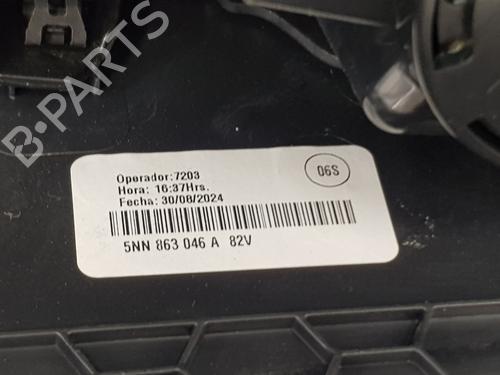 B-PARTS
Operador:7203
Hora: 16:37Hrs.
Fecha: 30/08/2024
06S
5NN 863 046 A 82V